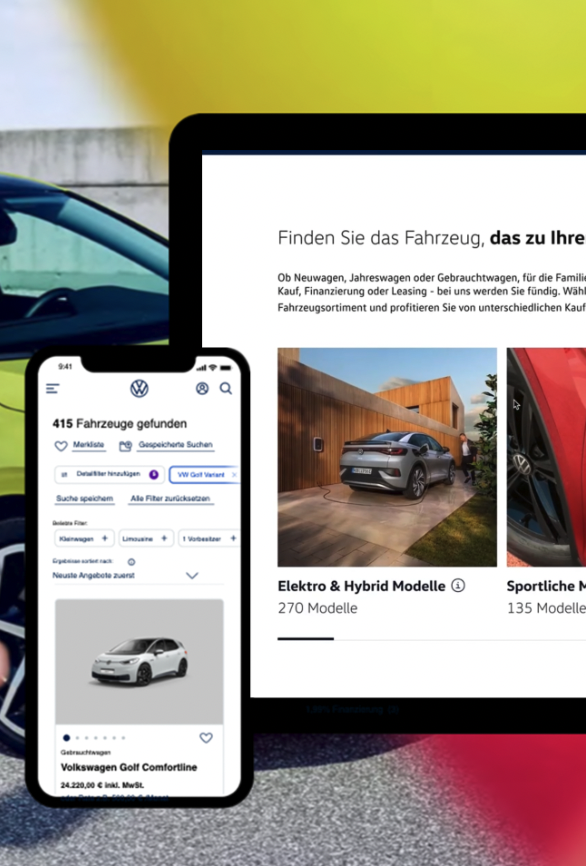 Finden Sie das Fahrzeug, das zu Ihre
Ob Neuwagen, Jahreswagen oder Gebrauchtwagen, für die Familie
Kauf, Finanzierung oder Leasing - bei uns werden Sie fündig. Wähl
Fahrzeugsortiment und profitieren Sie von unterschiedlichen Kauf
Elektro & Hybrid Modelle
270 Modelle
Sportliche M
135 Modelle
9:41
415 Fahrzeuge gefunden
Merkliste
Gespeicherte Suchen
Detailfilter hinzufügen
VW Golf Variant
Suche speichern
Alle Filter zurücksetzen
Beliebte Filter:
Kleinwagen +
Limousine +
1 Vorbesitzer +
Ergebnisse sortiert nach:
Neuste Angebote zuerst
Gebrauchtwagen
Volkswagen Golf Comfortline
24.220,00 € inkl. MwSt.